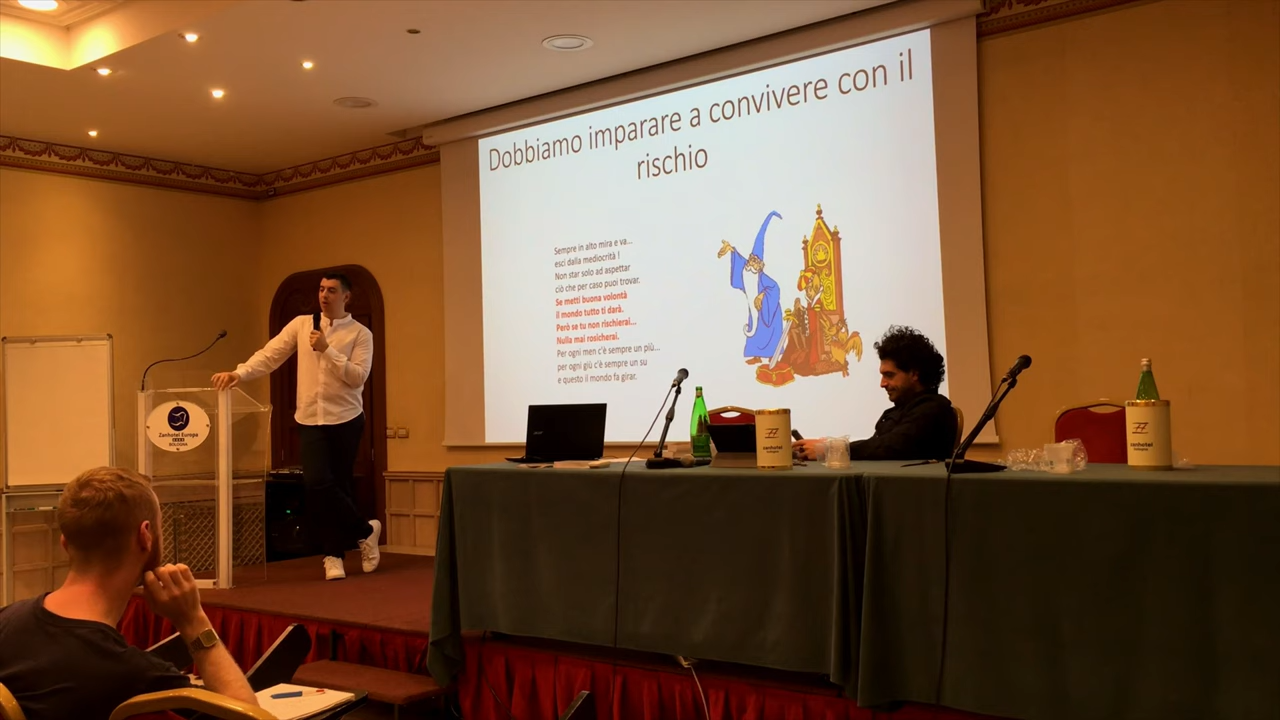 Dobbiamo imparare a convivere con il
rischio
Sempre in alto mira e va...
esci dalla mediocrità !
Non star solo ad aspettar
ciò che per caso puoi trovar.
Se metti buona volontà
il mondo tutto ti darà.
Però se tu non rischierai...
Nulla mai rosicherai.
Per ogni men c'è sempre un più...
per ogni giù c'è sempre un su
e questo il mondo fa girar.
Zanhotel Europa
BOLOGNA
zanhotel
zanhotel